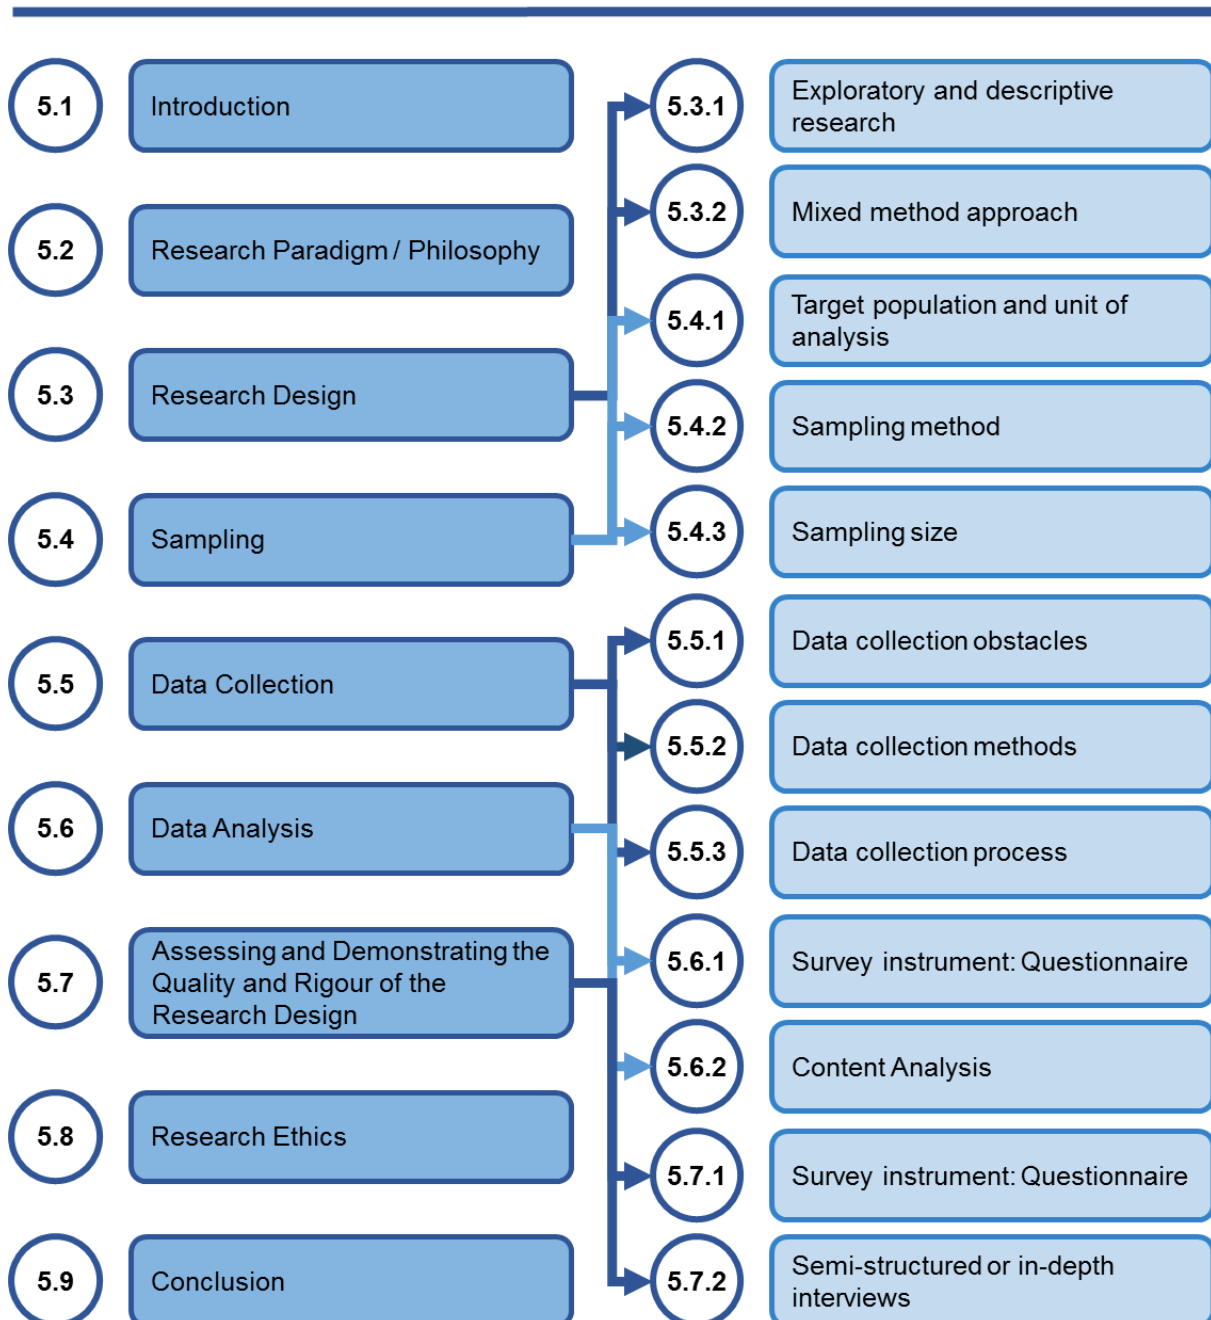 5.1
Introduction
5.2
Research Paradigm / Philosophy
5.3
Research Design
5.4
Sampling
5.5
Data Collection
5.6
Data Analysis
5.7
Assessing and Demonstrating the
Quality and Rigour of the
Research Design
5.8
Research Ethics
5.9
Conclusion
5.3.1
Exploratory and descriptive
research
5.3.2
Mixed method approach
5.4.1
Target population and unit of
analysis
5.4.2
Sampling method
5.4.3
Sampling size
5.5.1
Data collection obstacles
5.5.2
Data collection methods
5.5.3
Data collection process
5.6.1
Survey instrument: Questionnaire
5.6.2
Content Analysis
5.7.1
Survey instrument: Questionnaire
5.7.2
Semi-structured or in-depth
interviews